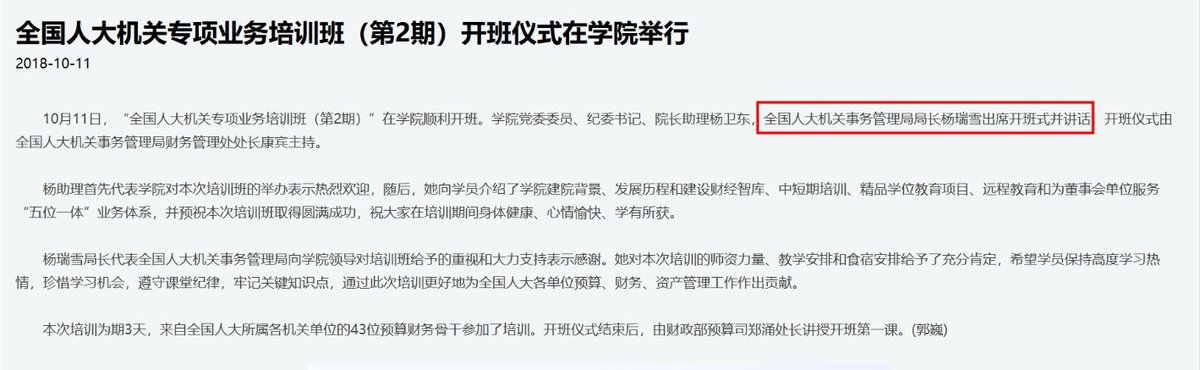 全国人大机关专项业务培训班（第2期）开班仪式在学院举行
2018-10-11
10月11日，“全国人大机关专项业务培训班（第2期）”在学院顺利开班。学院党委委员、纪委书记、院长助理杨卫东，全国人大机关事务管理局局长杨瑞雪出席开班式并讲话，开班仪式由
全国人大机关事务管理局财务管理处处长康宾主持。
杨助理首先代表学院对本次培训班的举办表示热烈欢迎，随后，她向学员介绍了学院建院背景、发展历程和建设财经智库、中短期培训、精品学位教育项目、远程教育和为董事会单位服务
“五位一体”业务体系，并预祝本次培训班取得圆满成功，祝大家在培训期间身体健康、心情愉快、学有所获。
杨瑞雪局长代表全国人大机关事务管理局向学院领导对培训班给予的重视和大力支持表示感谢。她对本次培训的师资力量、教学安排和食宿安排给予了充分肯定，希望学员保持高度学习热
情，珍惜学习机会，遵守课堂纪律，牢记关键知识点，通过此次培训更好地为全国人大各单位预算、财务、资产管理工作作出贡献。
本次培训为期3天，来自全国人大所属各机关单位的43位预算财务骨干参加了培训。开班仪式结束后，由财政部预算司郑涌处长讲授开班第一课。(郭巍)